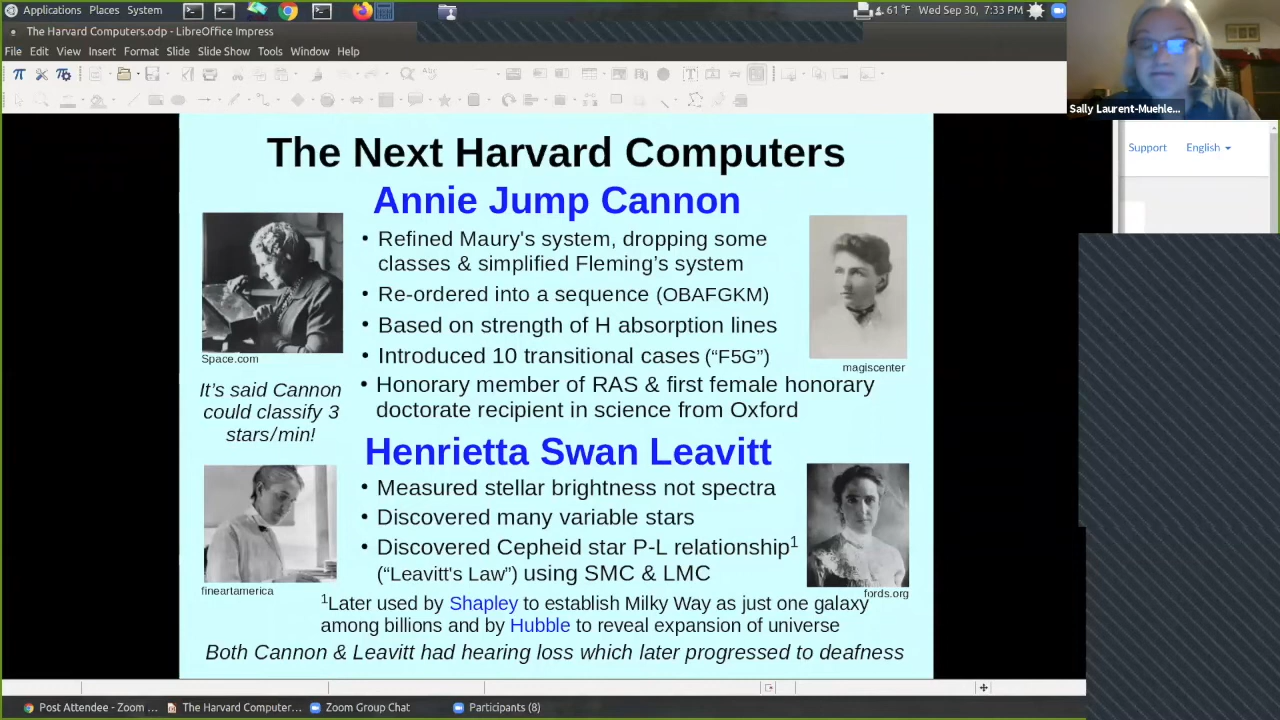 Applications Places System
61 °F Wed Sep 30, 7:33 PM
The Harvard Computers.odp - LibreOffice Impress
File Edit View Insert Format Slide Slide Show Tools Window Help
Sally Laurent-Muehle...
Support English
The Next Harvard Computers
Annie Jump Cannon
• Refined Maury's system, dropping some
classes & simplified Fleming’s system
• Re-ordered into a sequence (OBAFGKM)
• Based on strength of H absorption lines
• Introduced 10 transitional cases (“F5G”)
• Honorary member of RAS & first female honorary
doctorate recipient in science from Oxford
Space.com
magiscenter
It’s said Cannon
could classify 3
stars/min!
Henrietta Swan Leavitt
• Measured stellar brightness not spectra
• Discovered many variable stars
• Discovered Cepheid star P-L relationship¹
(“Leavitt's Law”) using SMC & LMC
fineartamerica
fords.org
¹Later used by Shapley to establish Milky Way as just one galaxy
among billions and by Hubble to reveal expansion of universe
Both Cannon & Leavitt had hearing loss which later progressed to deafness
Post Attendee - Zoom ... The Harvard Computer... Zoom Group Chat Participants (8)